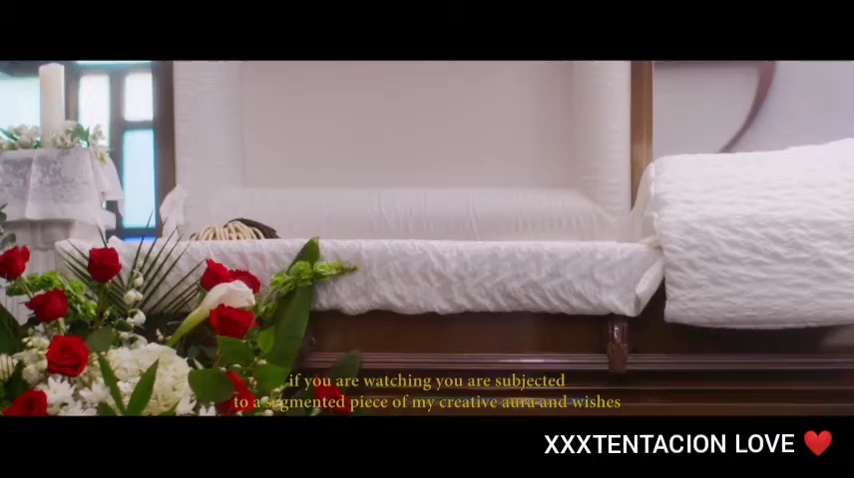 if you are watching you are subjected
to a segmented piece of my creative aura and wishes
XXXTENTACION LOVE ❤️